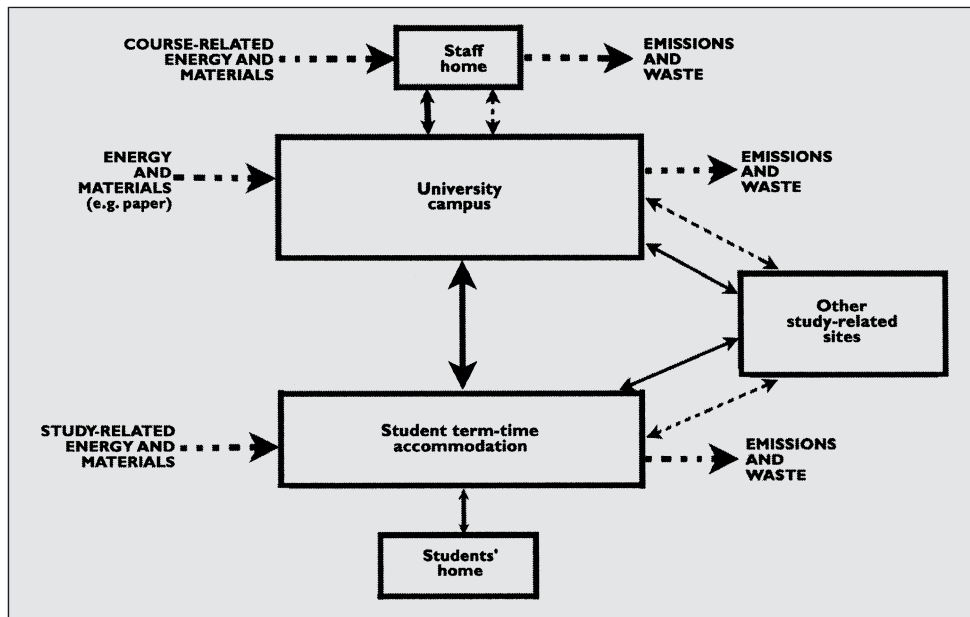 COURSE-RELATED
ENERGY AND
MATERIALS
Staff
home
EMISSIONS
AND
WASTE
ENERGY
AND
MATERIALS
(e.g. paper)
University
campus
EMISSIONS
AND
WASTE
Other
study-related
sites
STUDY-RELATED
ENERGY AND
MATERIALS
Student term-time
accommodation
EMISSIONS
AND
WASTE
Students'
home